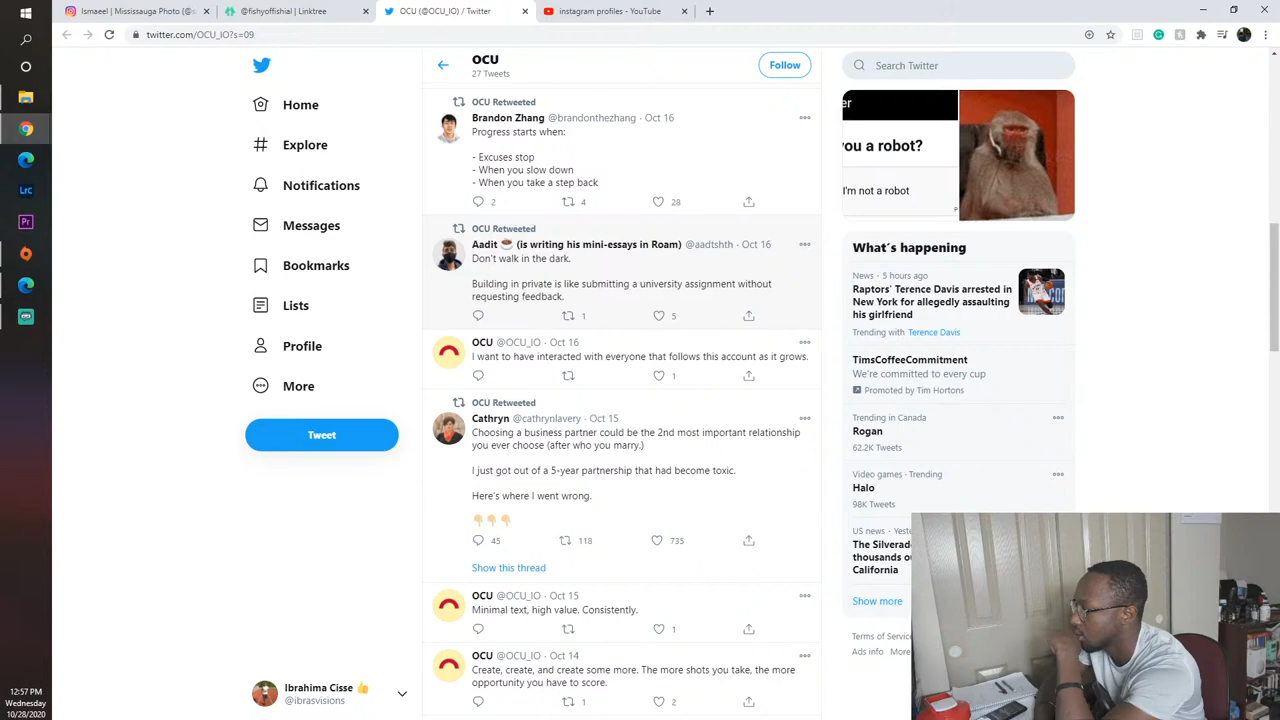 Ismaeel | Mississauga Photo (@s
@fishyoffishial | Linktree
OCU (@OCU_IO) / Twitter
instagram profiles - YouTube
twitter.com/OCU_IO?s=09
OCU
27 Tweets
Follow
Search Twitter
Home
Explore
Notifications
Messages
Bookmarks
Lists
Profile
More
Tweet
OCU Retweeted
Brandon Zhang @brandonthezhang · Oct 16
Progress starts when:
- Excuses stop
- When you slow down
- When you take a step back
2 4 28
OCU Retweeted
Aadit ☕ (is writing his mini-essays in Roam) @aadtshth · Oct 16
Don't walk in the dark.
Building in private is like submitting a university assignment without
requesting feedback.
1 5
OCU @OCU_IO · Oct 16
I want to have interacted with everyone that follows this account as it grows.
1
OCU Retweeted
Cathryn @cathrynlavery · Oct 15
Choosing a business partner could be the 2nd most important relationship
you ever choose (after who you marry.)
I just got out of a 5-year partnership that had become toxic.
Here's where I went wrong.
👇🏼👇🏼👇🏼
45 118 735
Show this thread
OCU @OCU_IO · Oct 15
Minimal text, high value. Consistently.
1
OCU @OCU_IO · Oct 14
Create, create, and create some more. The more shots you take, the more
opportunity you have to score.
1 2
er
you a robot?
I'm not a robot
What's happening
News · 5 hours ago
Raptors' Terence Davis arrested in
New York for allegedly assaulting
his girlfriend
Trending with Terence Davis
TimsCoffeeCommitment
We're committed to every cup
Promoted by Tim Hortons
Trending in Canada
Rogan
62.2K Tweets
Video games · Trending
Halo
98K Tweets
US news · Yeste
The Silverad
thousands o
California
Show more
Terms of Service
Ads info More
Ibrahima Cisse 👍
@ibrasvisions
LrC
Pr
12:57 PM
Wednesday
10/28/2020